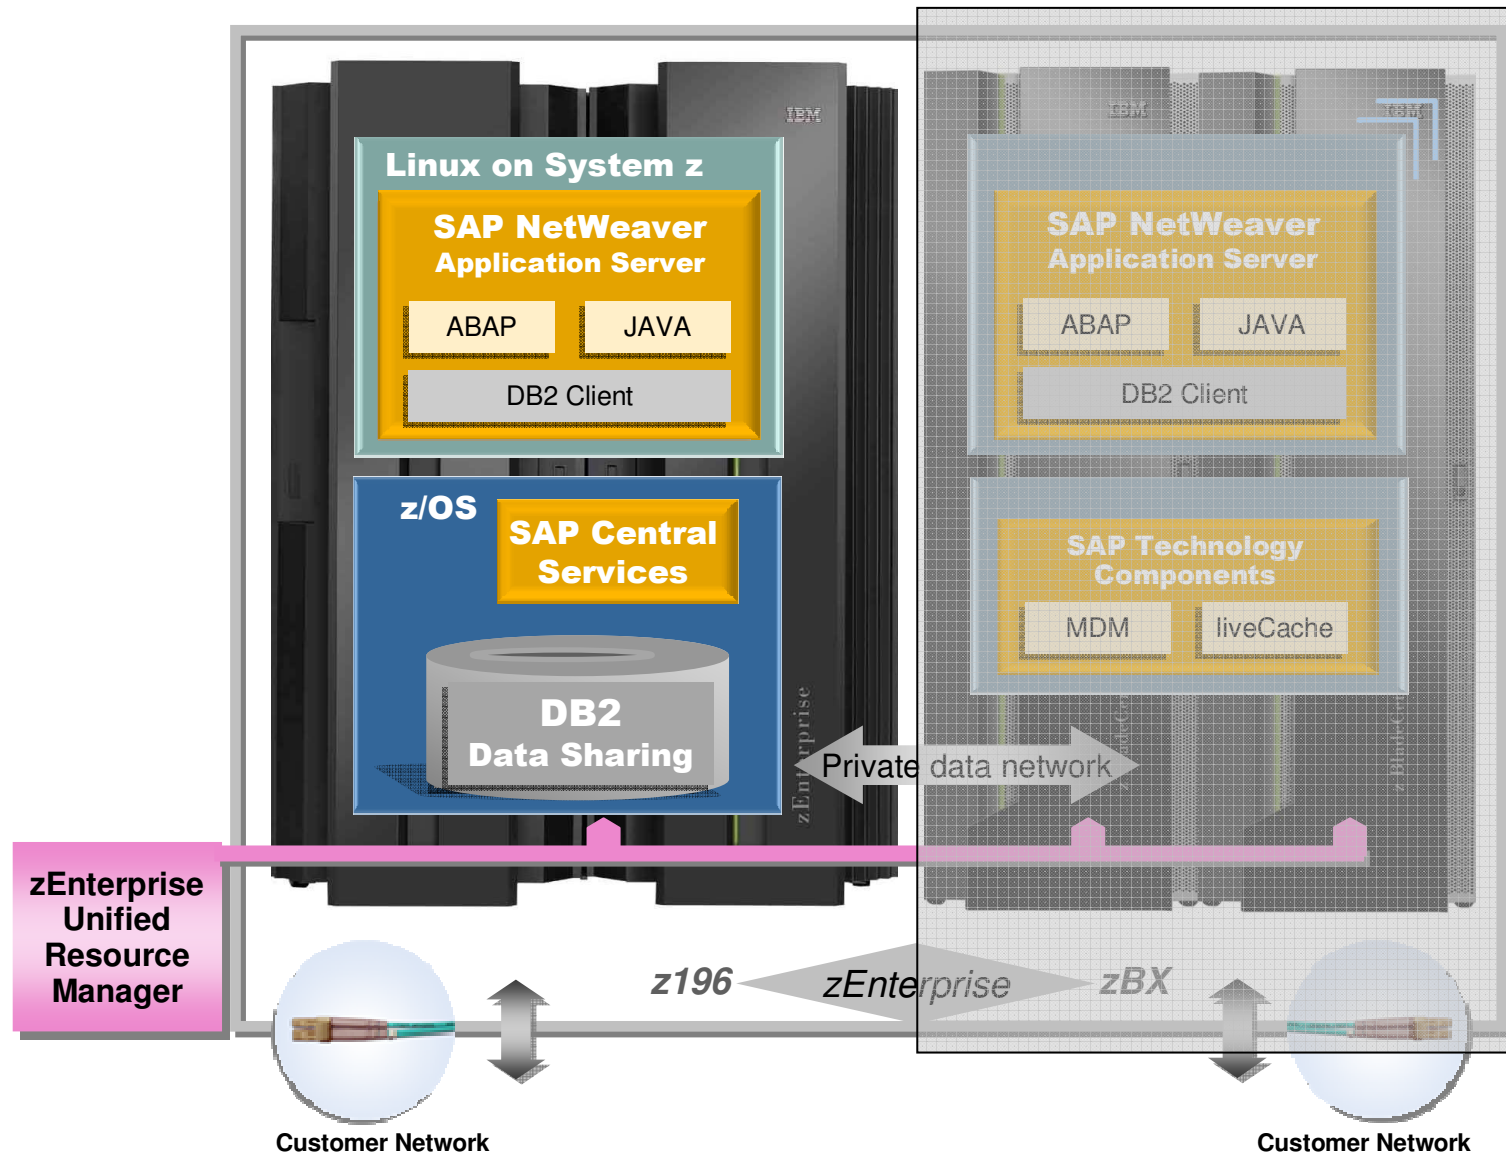 IBM
Linux on System z
SAP NetWeaver
Application Server
ABAP
JAVA
DB2 Client
z/OS
SAP Central
Services
DB2
Data Sharing
zEnterprise
IBM
IBM
SAP NetWeaver
Application Server
ABAP
JAVA
DB2 Client
SAP Technology
Components
MDM
liveCache
Private data network
zEnterprise
Unified
Resource
Manager
z196
zEnterprise
zBX
Customer Network
Customer Network